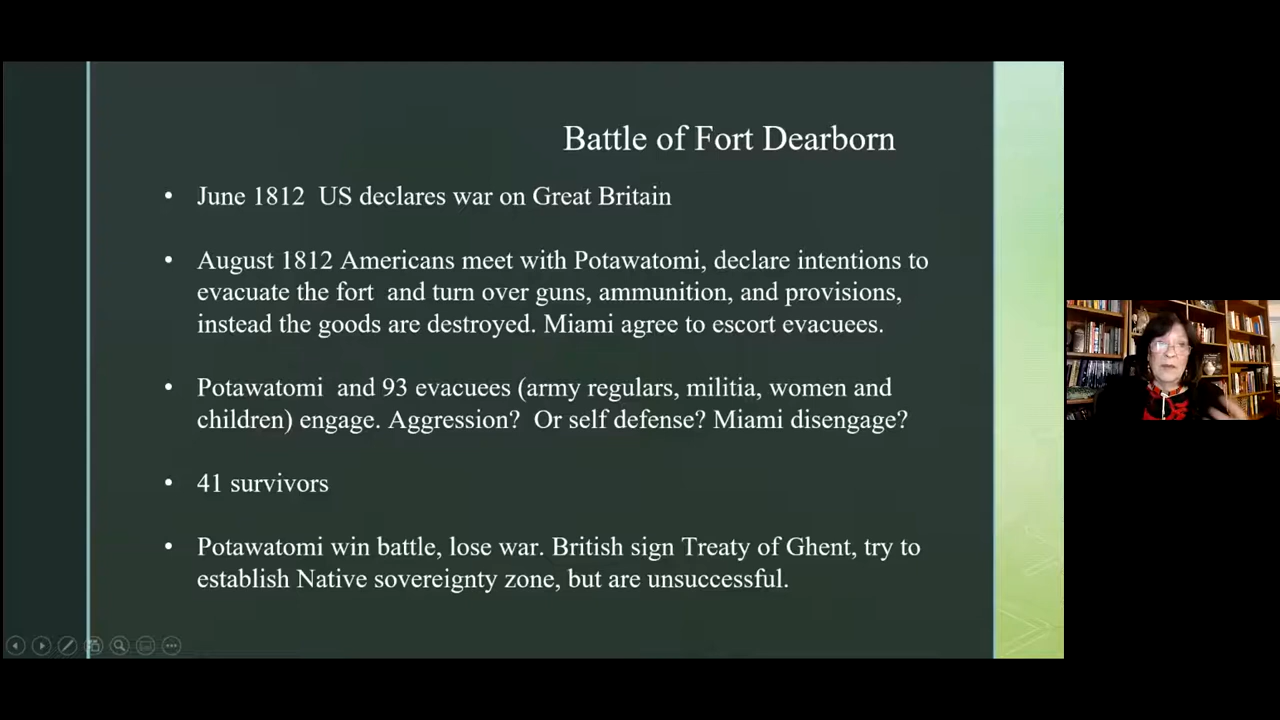 Battle of Fort Dearborn
• June 1812  US declares war on Great Britain
• August 1812 Americans meet with Potawatomi, declare intentions to
evacuate the fort  and turn over guns, ammunition, and provisions,
instead the goods are destroyed. Miami agree to escort evacuees.
• Potawatomi  and 93 evacuees (army regulars, militia, women and
children) engage. Aggression?  Or self defense? Miami disengage?
• 41 survivors
• Potawatomi win battle, lose war. British sign Treaty of Ghent, try to
establish Native sovereignty zone, but are unsuccessful.